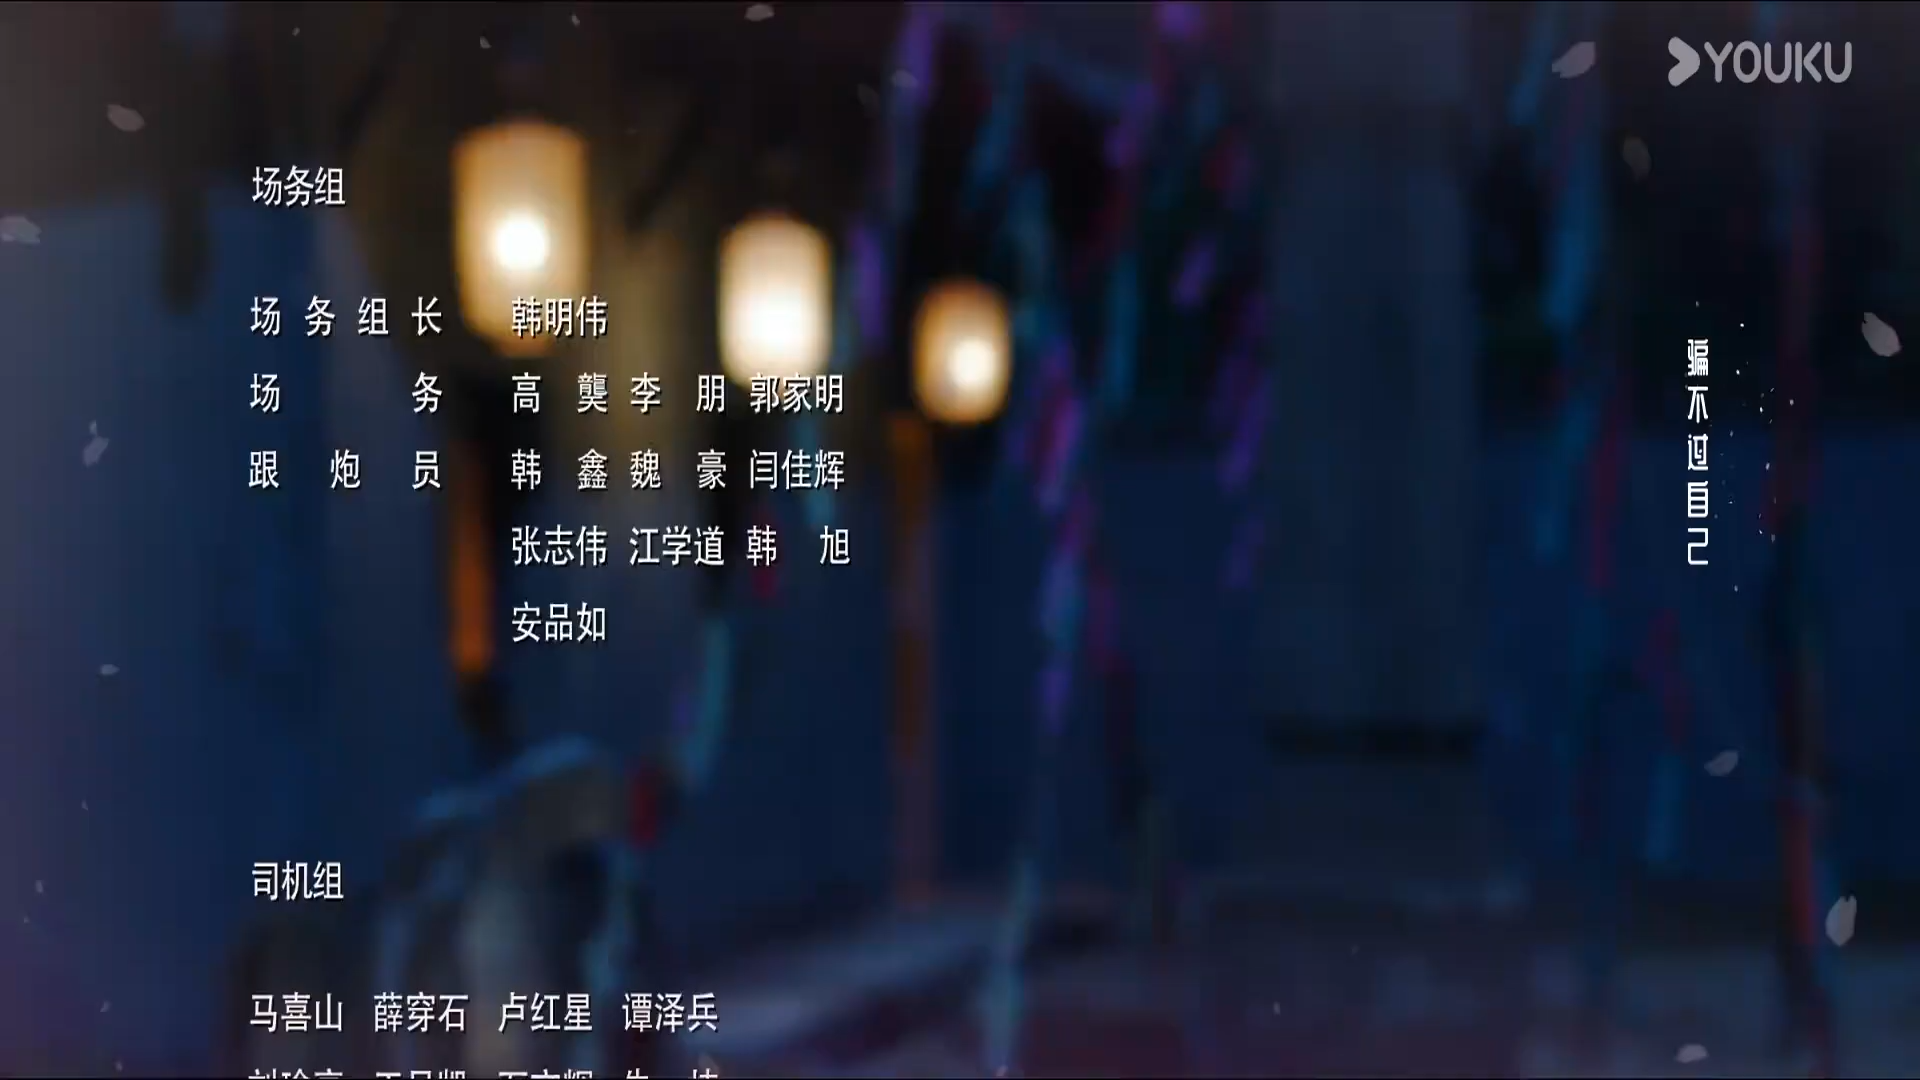 YOUKU
场务组
场务组长 韩明伟
场务 高龑 李朋 郭家明
跟炮员 韩鑫 魏豪 闫佳辉
张志伟 江学道 韩旭
安品如
骗不过自己
司机组
马喜山 薛穿石 卢红星 谭泽兵